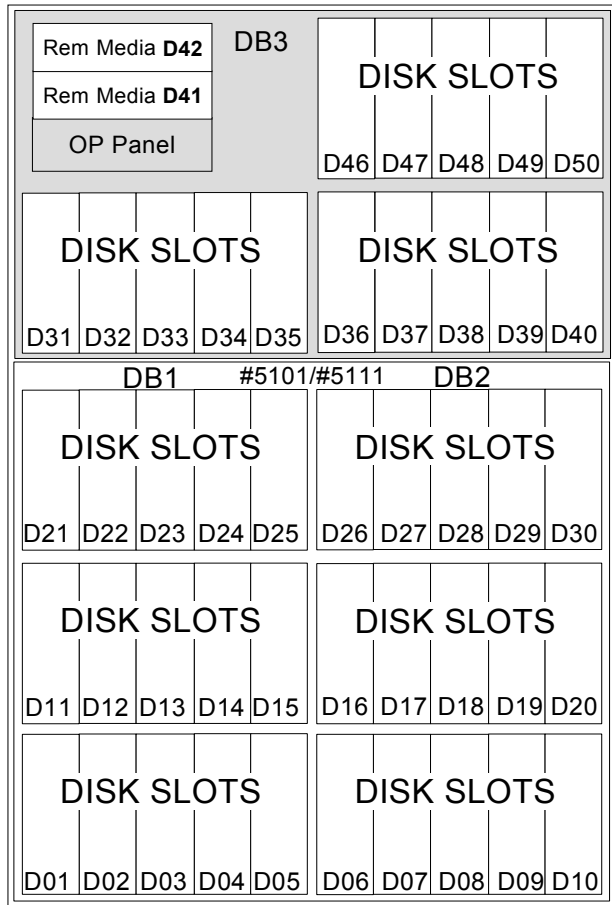 Rem Media D42
DB3
Rem Media D41
OP Panel
DISK SLOTS
D46 D47 D48 D49 D50
DISK SLOTS
D31 D32 D33 D34 D35
DISK SLOTS
D36 D37 D38 D39 D40
DB1 #5101/#5111 DB2
DISK SLOTS
D21 D22 D23 D24 D25
DISK SLOTS
D26 D27 D28 D29 D30
DISK SLOTS
D11 D12 D13 D14 D15
DISK SLOTS
D16 D17 D18 D19 D20
DISK SLOTS
D01 D02 D03 D04 D05
DISK SLOTS
D06 D07 D08 D09 D10